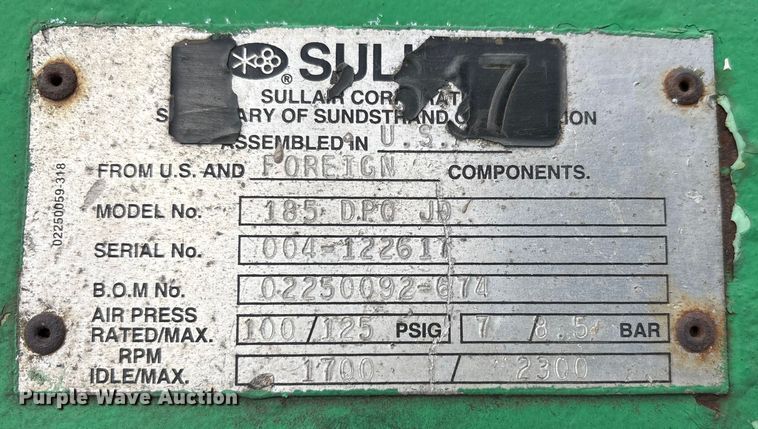 ® SULL 7
SULLAIR CORPORAT
ARY OF SUNDSTRAND
ASSEMBLED IN U.S.
FROM U.S. AND FOREIGN COMPONENTS.
MODEL No. 185 DPQ JD
SERIAL No. 004-122617
B.O.M No. 02250092-674
AIR PRESS
RATED/MAX. 100/125 PSIG 7 /8.5 BAR
RPM
IDLE/MAX. 1700 / 2300
02250059-318
Purple Wave Auction